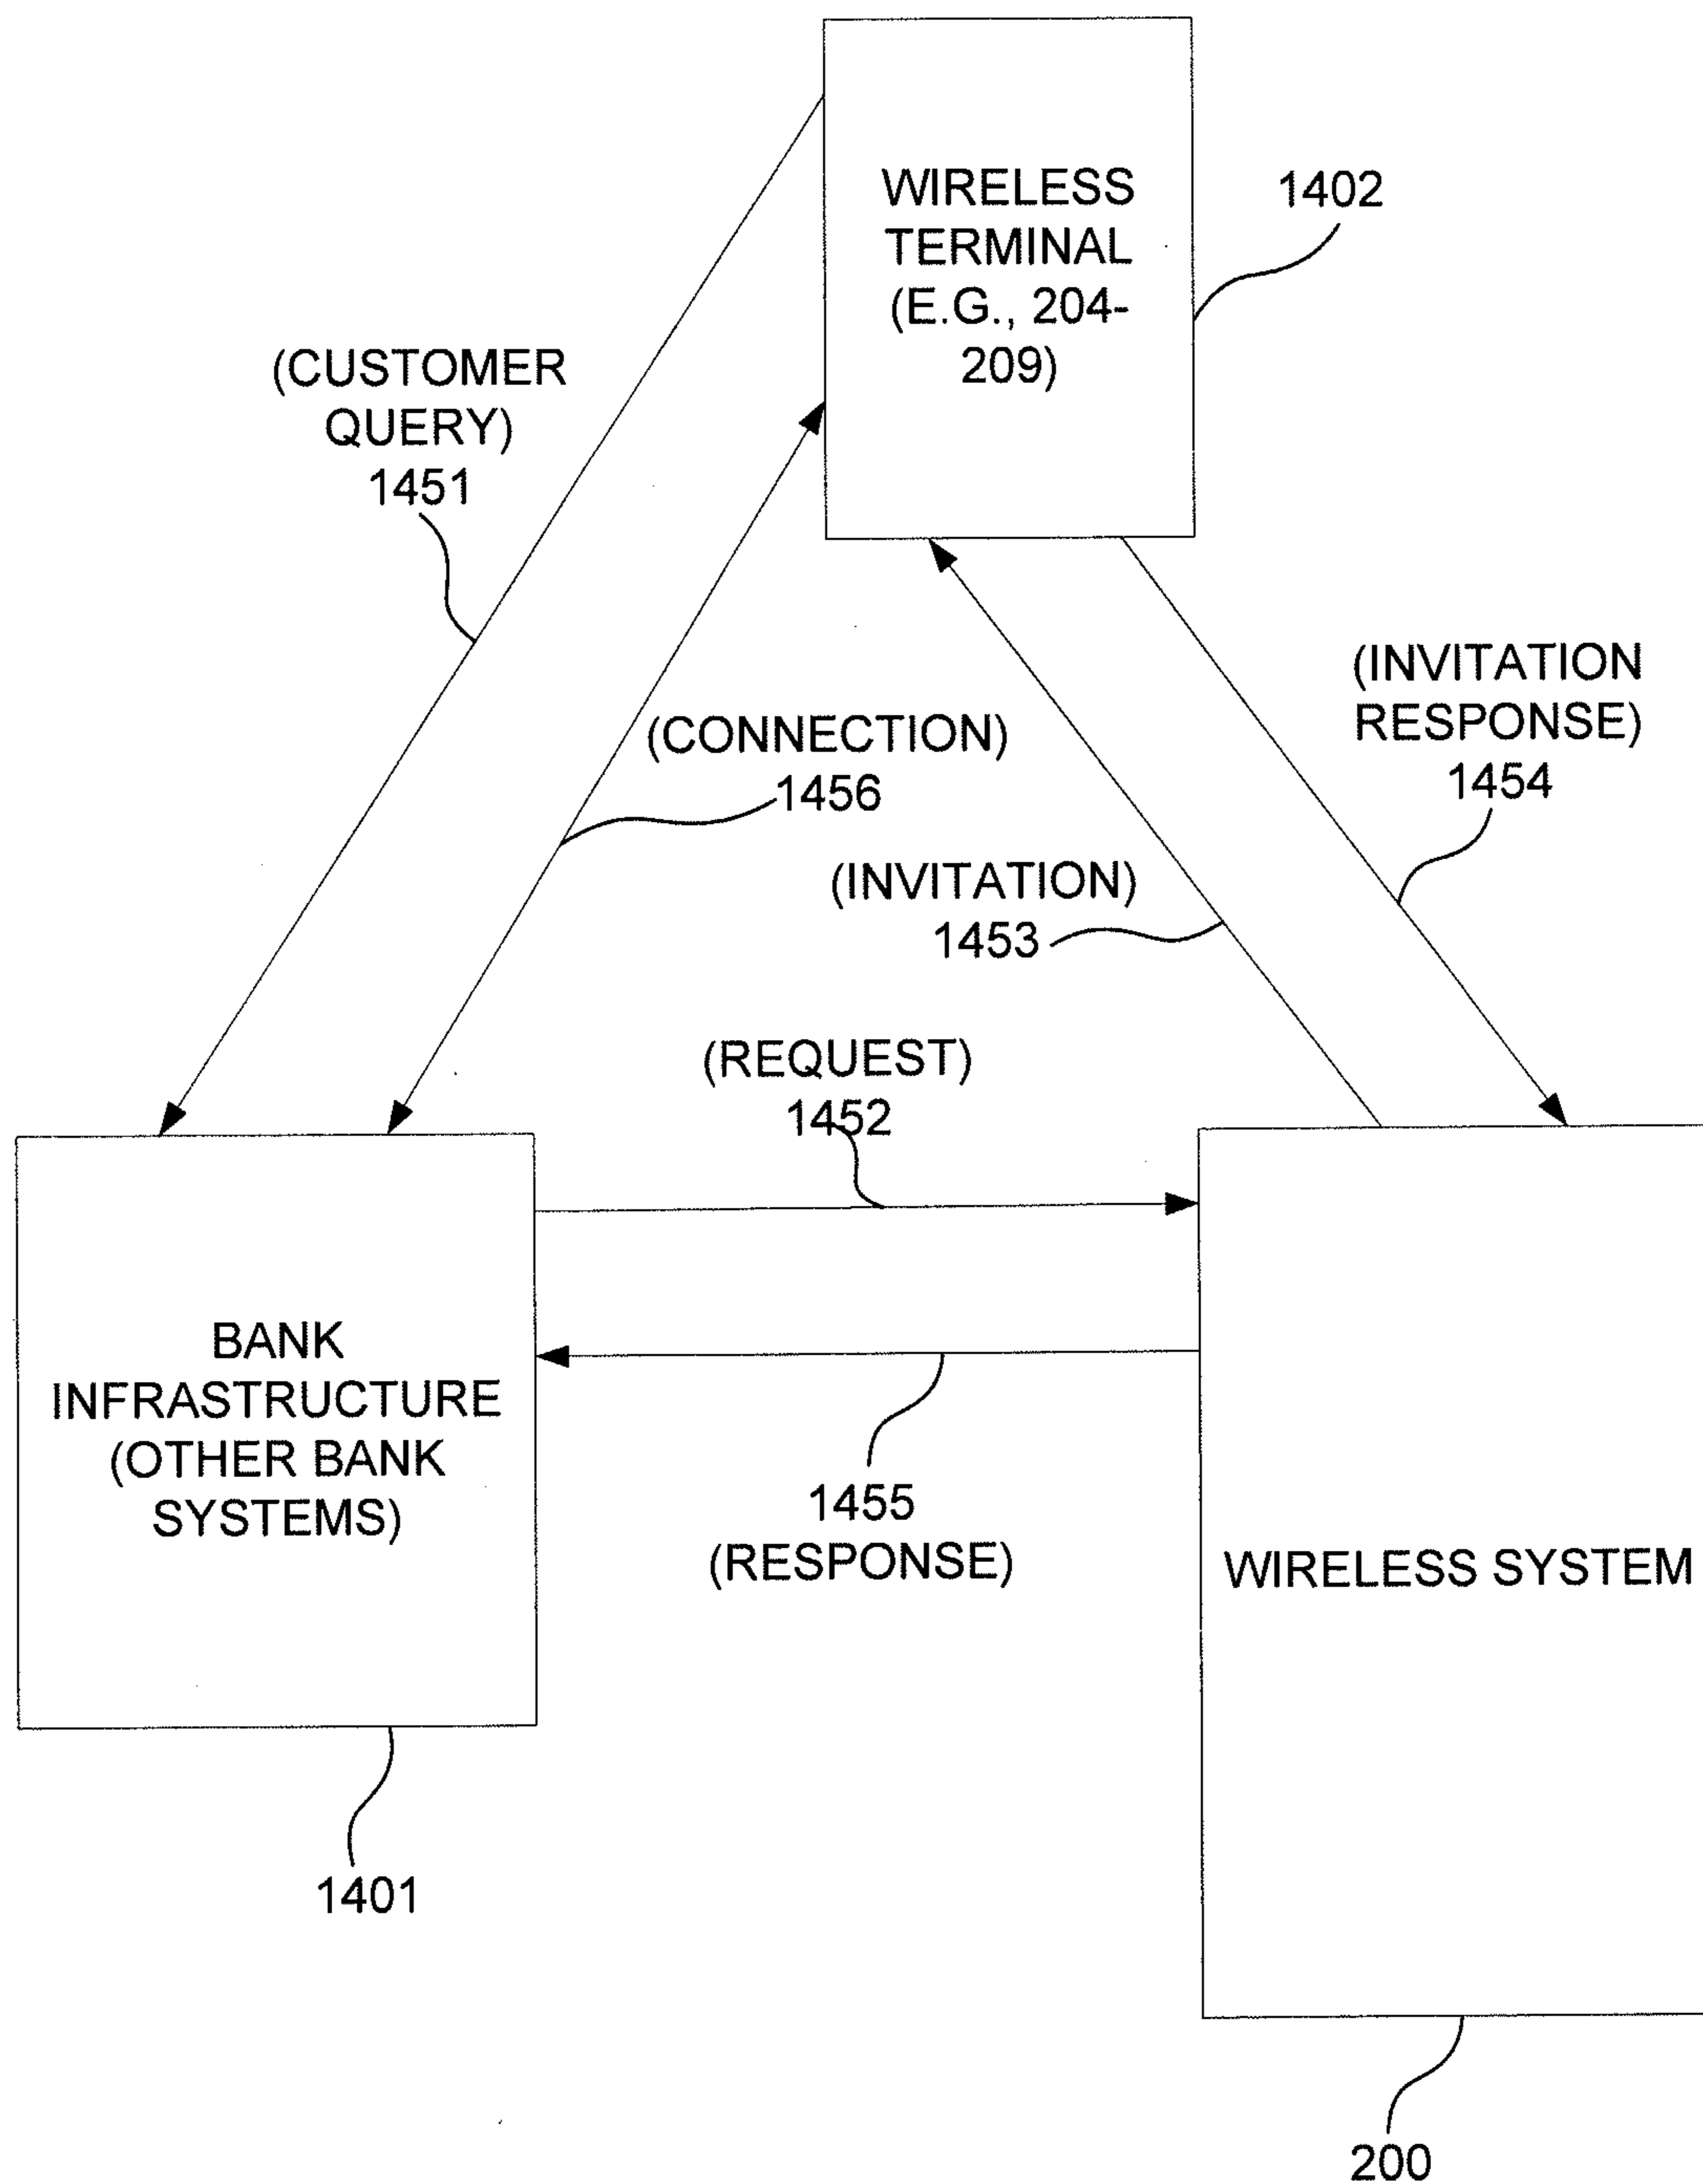 WIRELESS
TERMINAL
(E.G., 204-
209)
1402
(CUSTOMER
QUERY)
1451
(INVITATION
RESPONSE)
1454
(CONNECTION)
1456
(INVITATION)
1453
(REQUEST)
1452
BANK
INFRASTRUCTURE
(OTHER BANK
SYSTEMS)
1455
(RESPONSE)
WIRELESS SYSTEM
1401
200